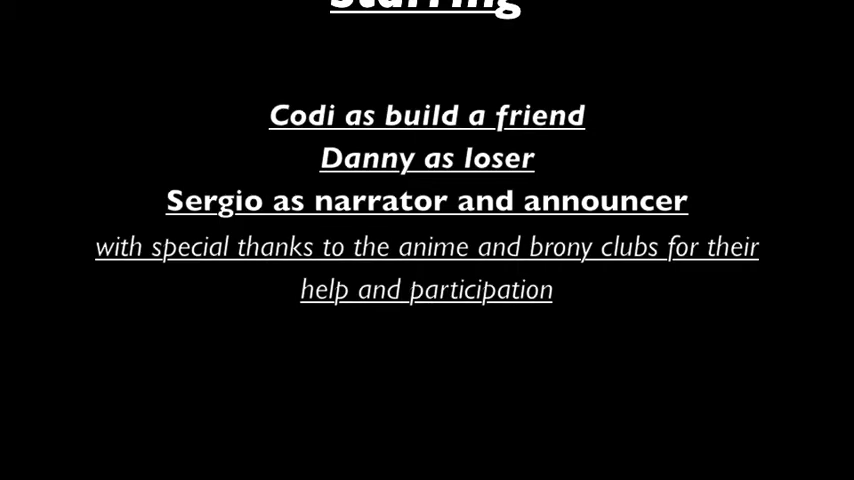 Starring
Codi as build a friend
Danny as loser
Sergio as narrator and announcer
with special thanks to the anime and brony clubs for their
help and participation